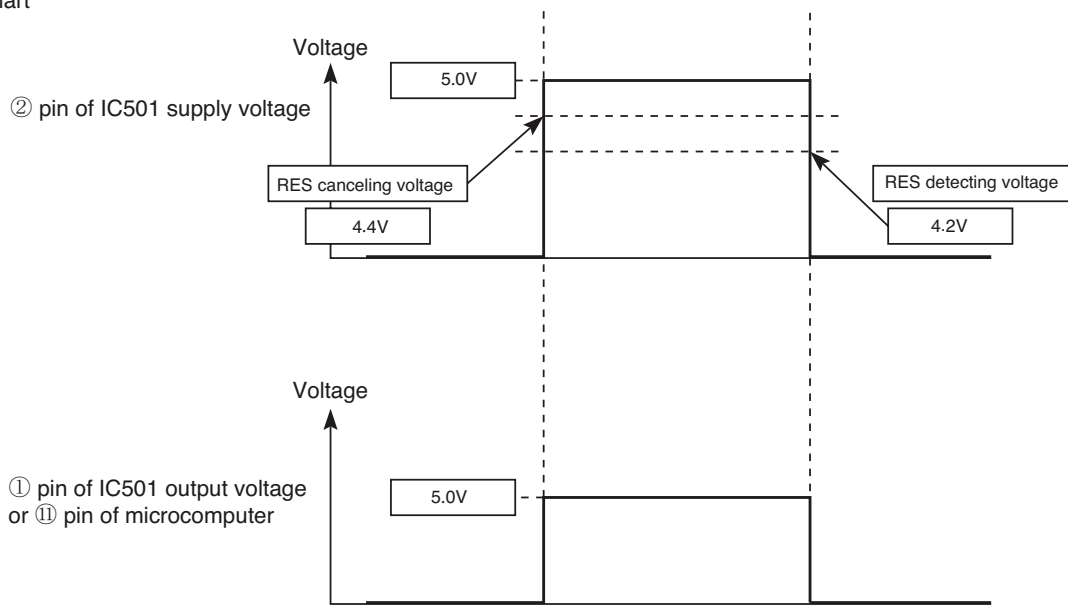 Voltage
5.0V
② pin of IC501 supply voltage
RES canceling voltage
RES detecting voltage
4.4V
4.2V
Voltage
① pin of IC501 output voltage
or ⑪ pin of microcomputer
5.0V